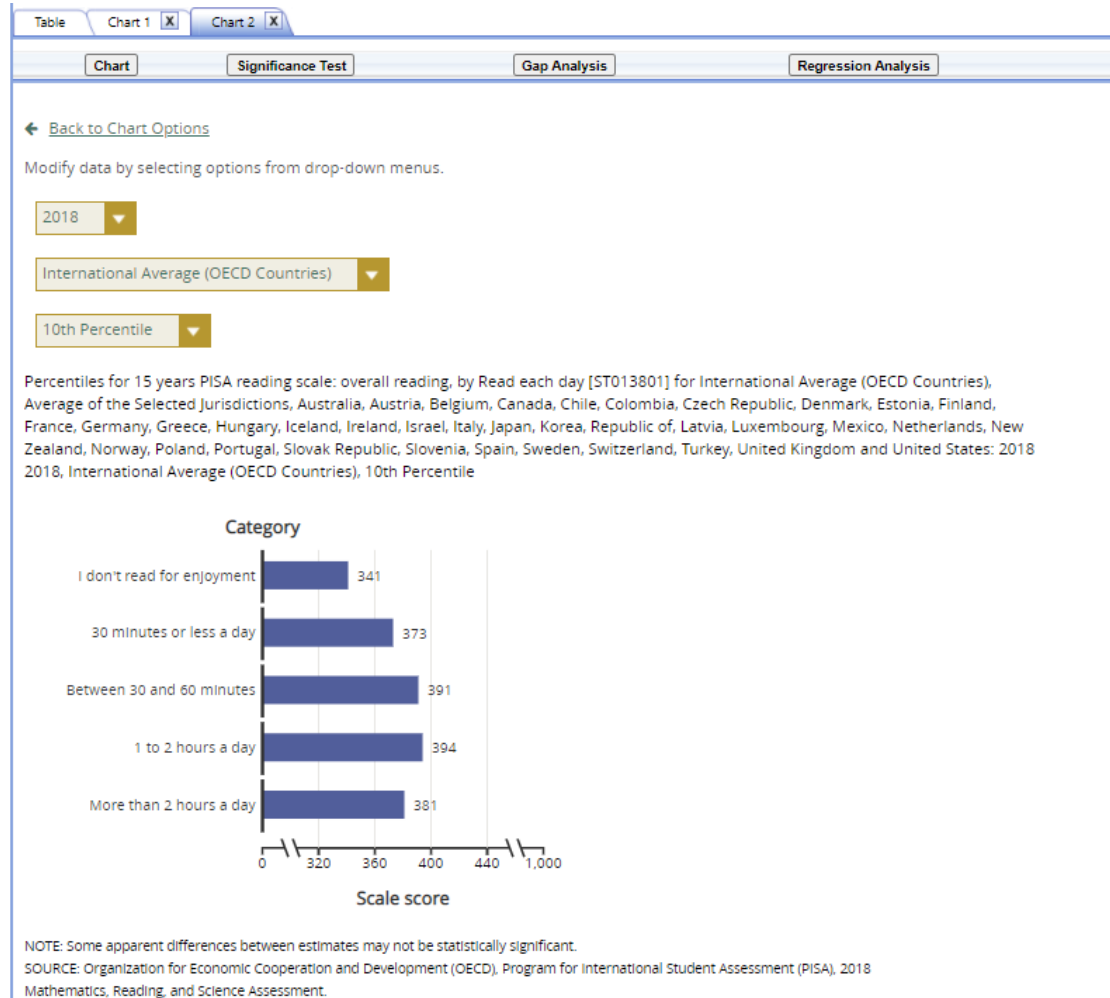 Table Chart 1 X Chart 2 X
Chart Significance Test Gap Analysis Regression Analysis
Back to Chart Options
Modify data by selecting options from drop-down menus.
2018
International Average (OECD Countries)
10th Percentile
Percentiles for 15 years PISA reading scale: overall reading, by Read each day [ST013801] for International Average (OECD Countries),
Average of the Selected Jurisdictions, Australia, Austria, Belgium, Canada, Chile, Colombia, Czech Republic, Denmark, Estonia, Finland,
France, Germany, Greece, Hungary, Iceland, Ireland, Israel, Italy, Japan, Korea, Republic of, Latvia, Luxembourg, Mexico, Netherlands, New
Zealand, Norway, Poland, Portugal, Slovak Republic, Slovenia, Spain, Sweden, Switzerland, Turkey, United Kingdom and United States: 2018
2018, International Average (OECD Countries), 10th Percentile
Category
I don't read for enjoyment 341
30 minutes or less a day 373
Between 30 and 60 minutes 391
1 to 2 hours a day 394
More than 2 hours a day 381
0 320 360 400 440 1,000
Scale score
NOTE: Some apparent differences between estimates may not be statistically significant.
SOURCE: Organization for Economic Cooperation and Development (OECD), Program for International Student Assessment (PISA), 2018
Mathematics, Reading, and Science Assessment.